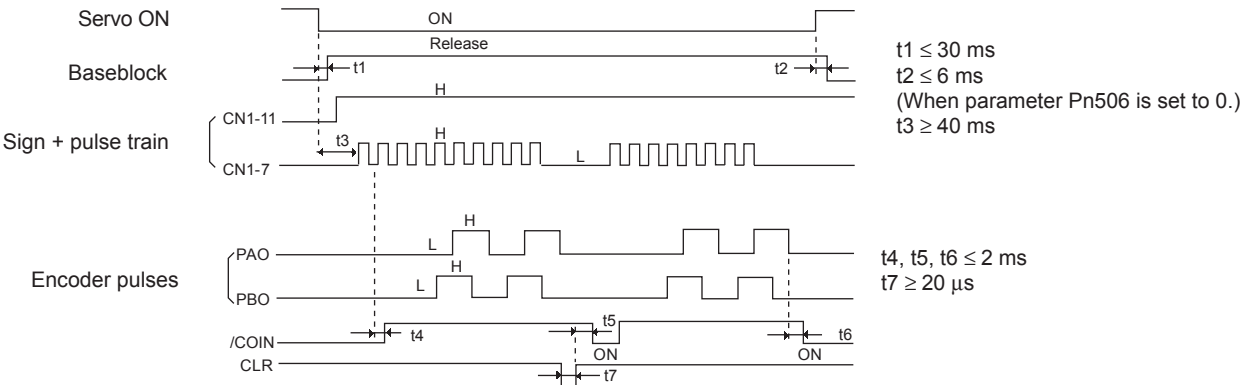 Servo ON
ON
Release
Baseblock
t1
t2
t1 ≤ 30 ms
t2 ≤ 6 ms
(When parameter Pn506 is set to 0.)
t3 ≥ 40 ms
Sign + pulse train
CN1-11
H
t3
H
L
CN1-7
Encoder pulses
PAO
L
H
PBO
L
H
t4, t5, t6 ≤ 2 ms
t7 ≥ 20 μs
/COIN
t4
t5
ON
t6
ON
CLR
t7